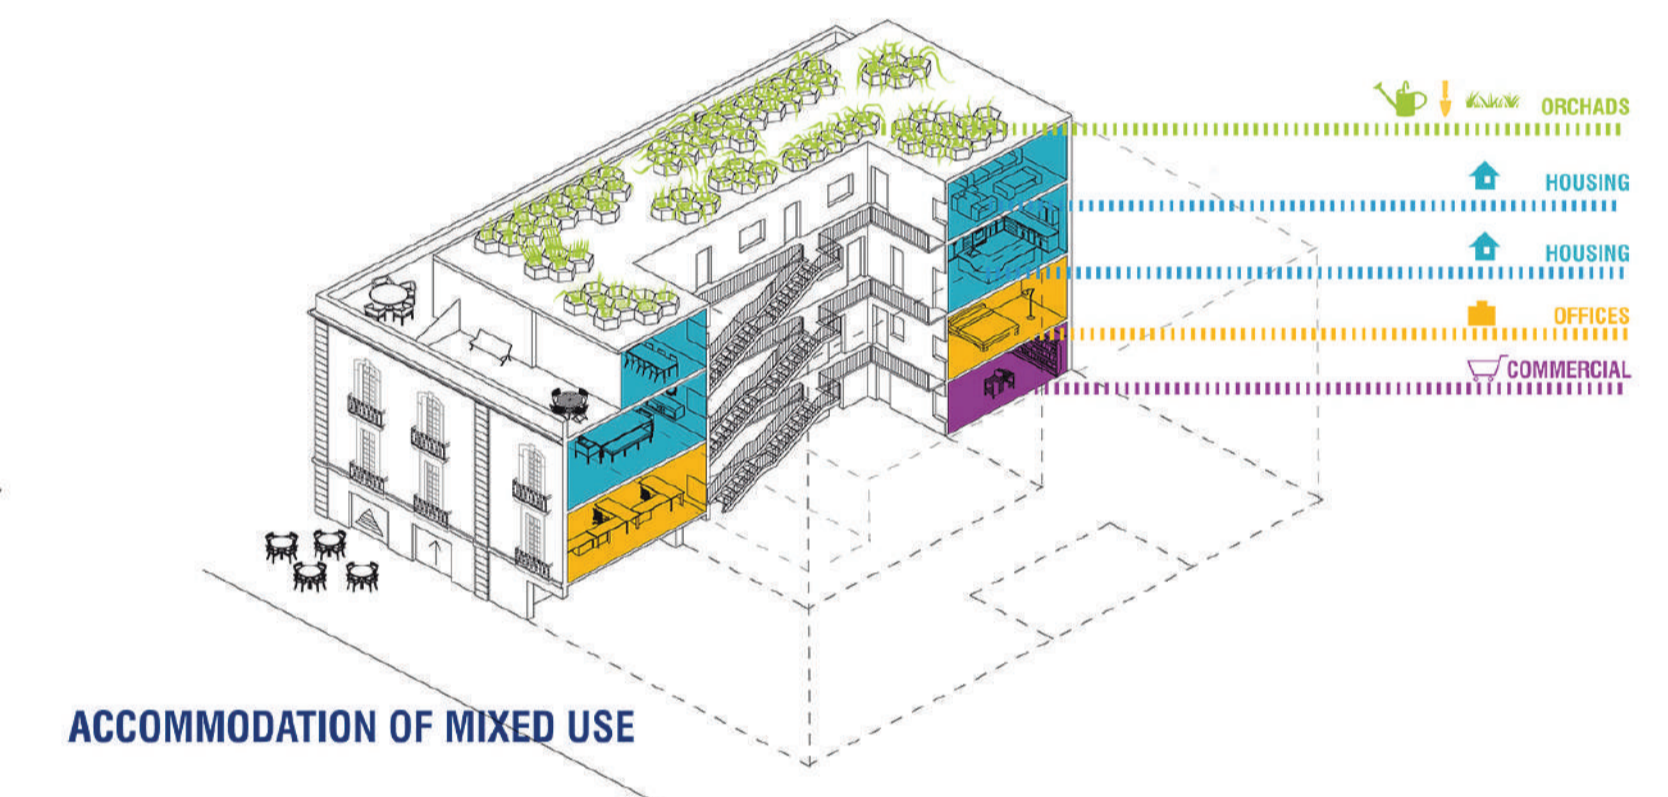 ORCHADS
HOUSING
HOUSING
OFFICES
COMMERCIAL
ACCOMMODATION OF MIXED USE